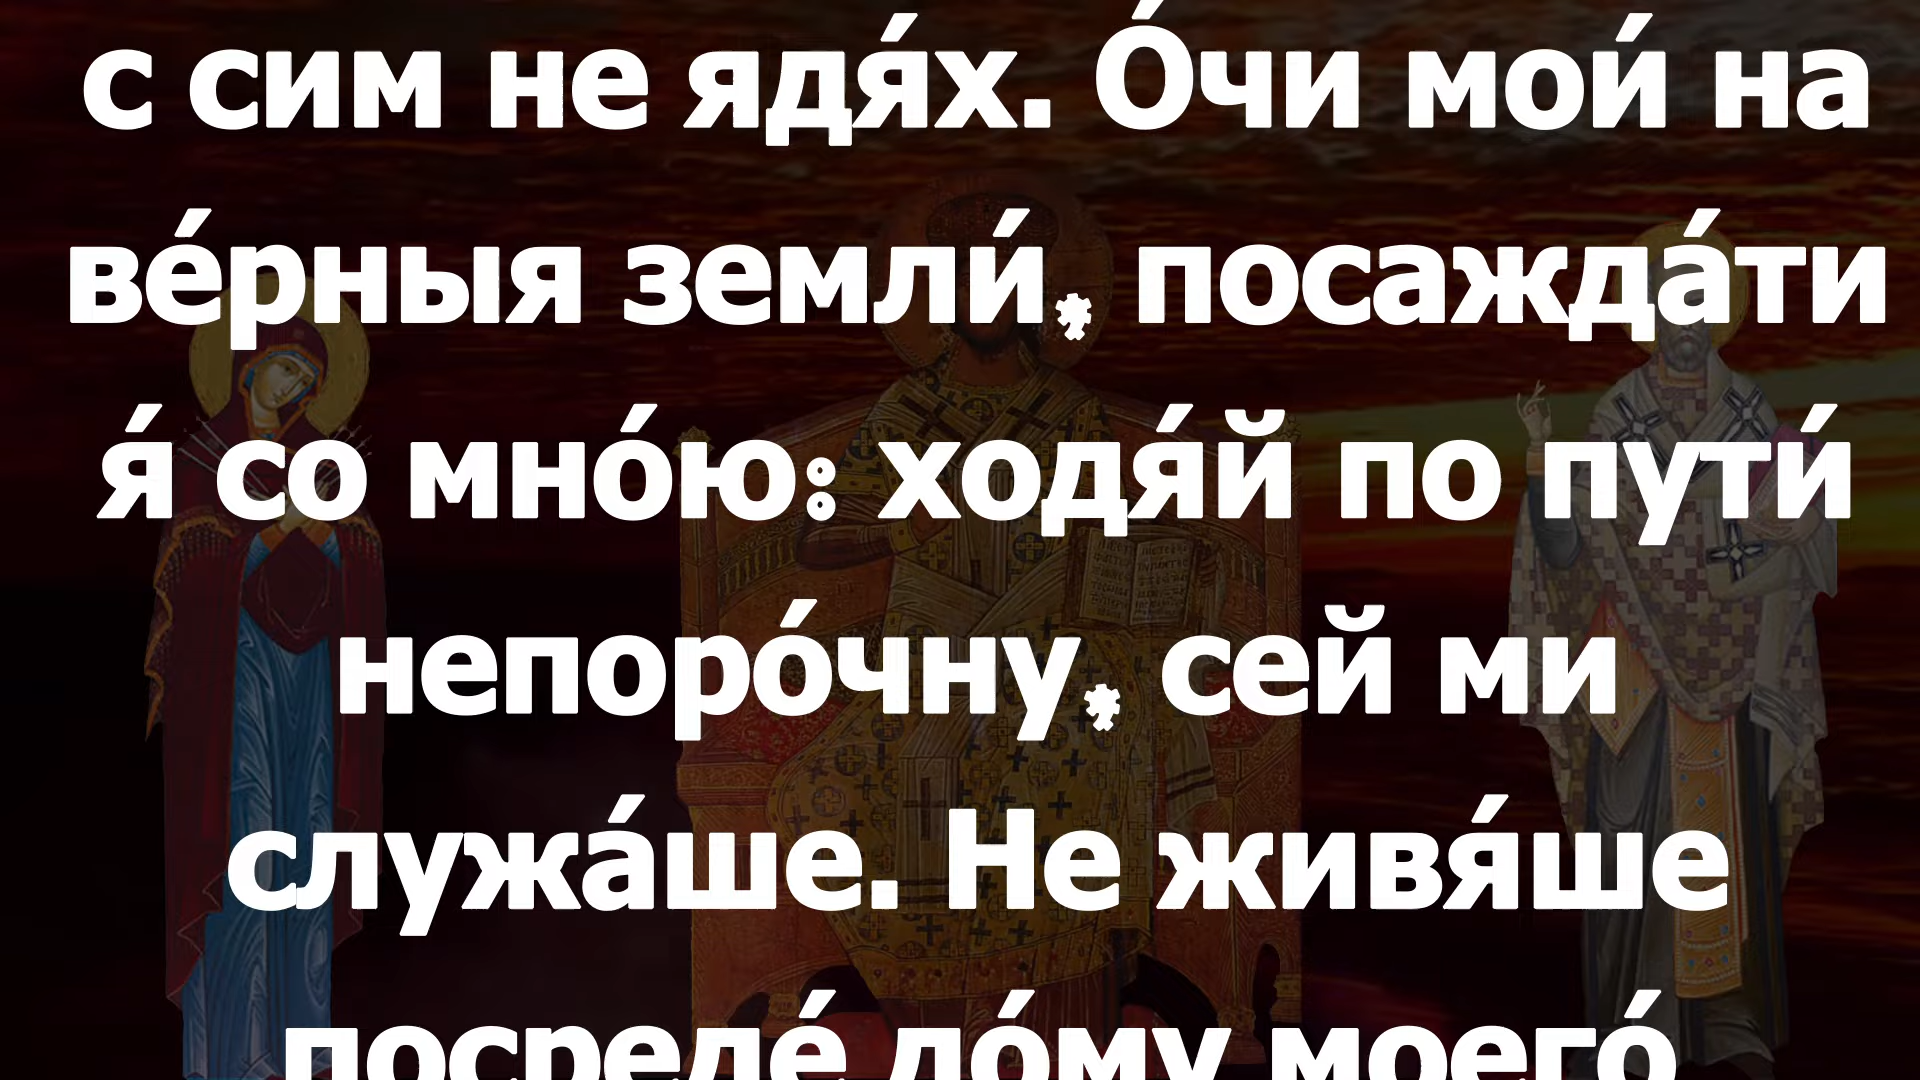 с сим не ядя́х. О́чи мои́ на
ве́рныя земли́, посажда́ти
я́ со мно́ю: ходя́й по пути́
непоро́чну, сей ми
служа́ше. Не живя́ше
посреде́ до́му моего́